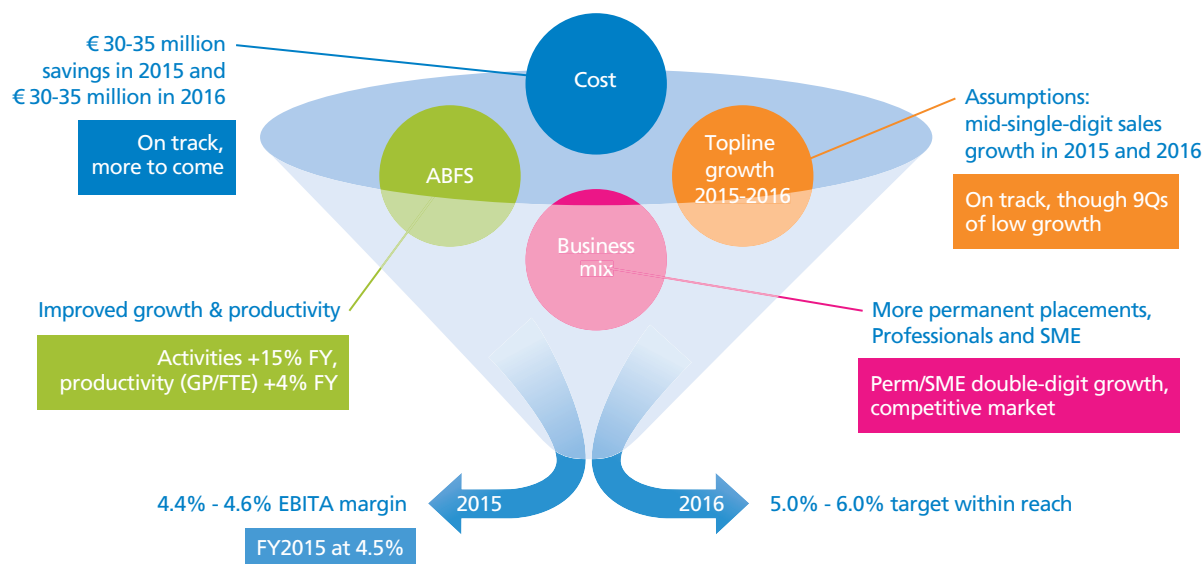 € 30-35 million
savings in 2015 and
€ 30-35 million in 2016
On track,
more to come
Cost
ABFS
Topline
growth
2015-2016
Business
mix
Assumptions:
mid-single-digit sales
growth in 2015 and 2016
On track, though 9Qs
of low growth
Improved growth & productivity
Activities +15% FY,
productivity (GP/FTE) +4% FY
More permanent placements,
Professionals and SME
Perm/SME double-digit growth,
competitive market
4.4% - 4.6% EBITA margin
2015
2016
5.0% - 6.0% target within reach
FY2015 at 4.5%